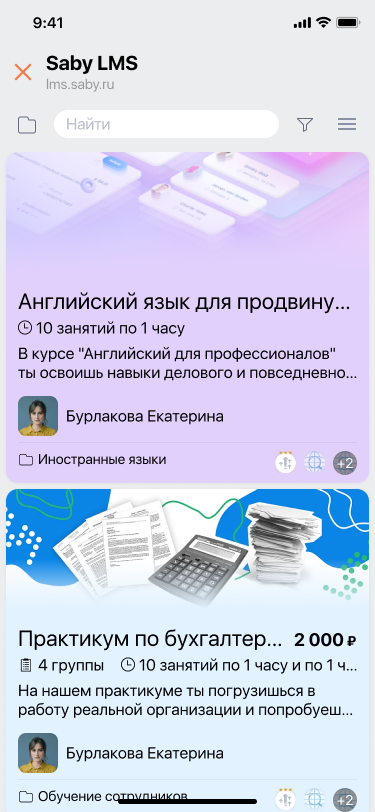 9:41
Saby LMS
lms.saby.ru
Найти
Английский язык для продвину...
10 занятий по 1 часу
В курсе "Английский для профессионалов"
ты освоишь навыки делового и повседневно...
Бурлакова Екатерина
Иностранные языки
+2
Практикум по бухгалтер... 2 000 ₽
4 группы 10 занятий по 1 часу и по 1 ч...
На нашем практикуме ты погрузишься в
работу реальной организации и попробуеш...
Бурлакова Екатерина
Обучение сотрудников
+2